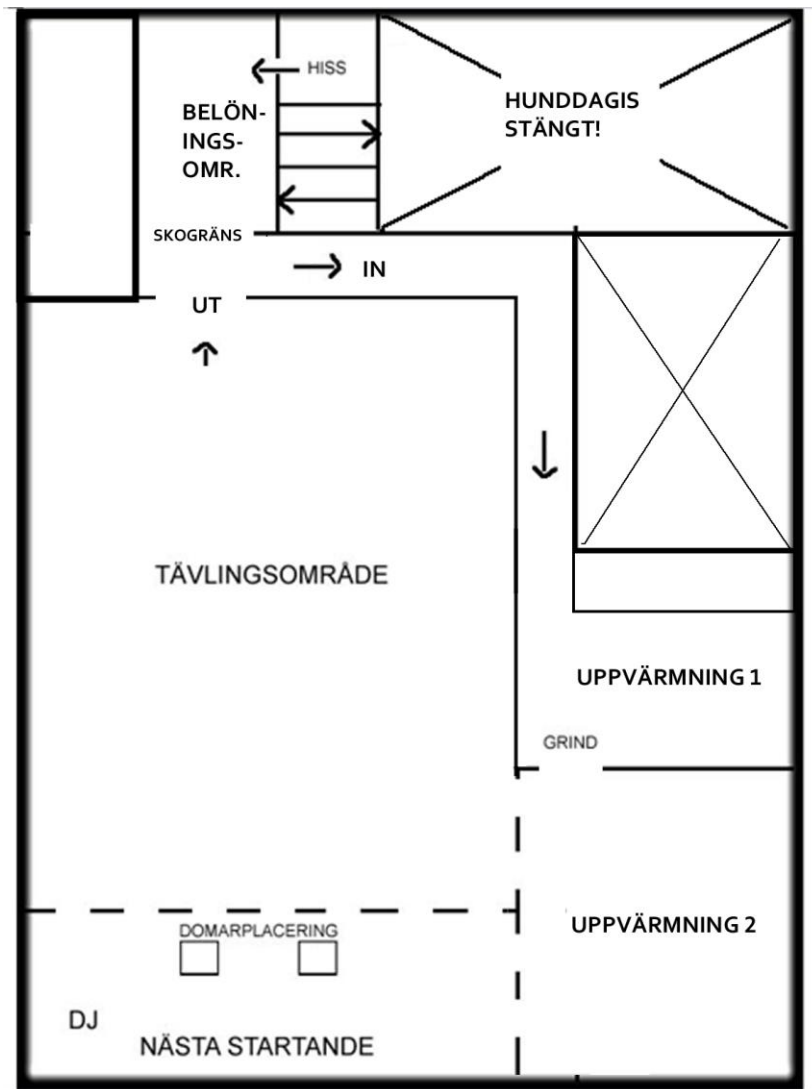 HISS
BELÖN-
INGS-
OMR.
HUNDDAGIS
STÄNGT!
SKOGRÄNS
IN
UT
TÄVLINGSOMRÅDE
UPPVÄRMNING 1
GRIND
UPPVÄRMNING 2
DOMARPLACERING
DJ
NÄSTA STARTANDE